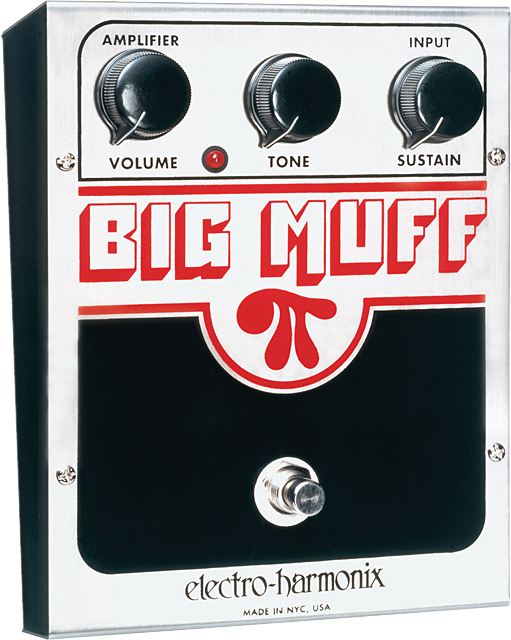 AMPLIFIER INPUT
VOLUME TONE SUSTAIN
BIG MUFF
π
electro-harmonix
MADE IN NYC, USA